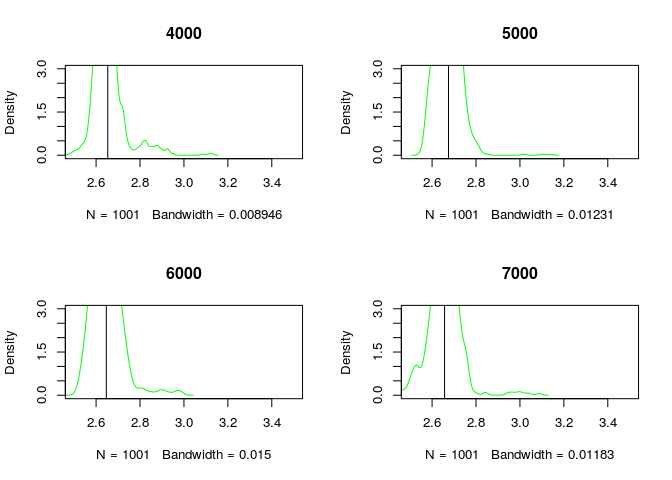 4000
Density
0.0 1.5 3.0
2.6 2.8 3.0 3.2 3.4
N = 1001 Bandwidth = 0.008946
5000
Density
0.0 1.5 3.0
2.6 2.8 3.0 3.2 3.4
N = 1001 Bandwidth = 0.01231
6000
Density
0.0 1.5 3.0
2.6 2.8 3.0 3.2 3.4
N = 1001 Bandwidth = 0.015
7000
Density
0.0 1.5 3.0
2.6 2.8 3.0 3.2 3.4
N = 1001 Bandwidth = 0.01183